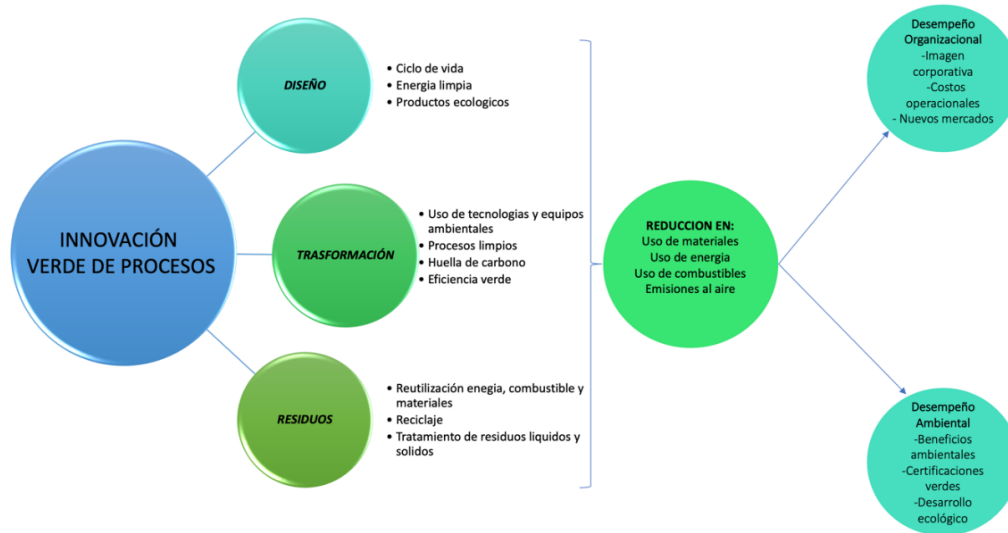 INNOVACIÓN
VERDE DE PROCESOS
DISEÑO
• Ciclo de vida
• Energia limpia
• Productos ecologicos
TRASFORMACIÓN
• Uso de tecnologias y equipos
ambientales
• Procesos limpios
• Huella de carbono
• Eficiencia verde
RESIDUOS
• Reutilización enegia, combustible y
materiales
• Reciclaje
• Tratamiento de residuos liquidos y
solidos
REDUCCION EN:
Uso de materiales
Uso de energia
Uso de combustibles
Emisiones al aire
Desempeño
Organizacional
-Imagen
corporativa
-Costos
operacionales
- Nuevos mercados
Desempeño
Ambiental
-Beneficios
ambientales
-Certificaciones
verdes
-Desarrollo
ecológico